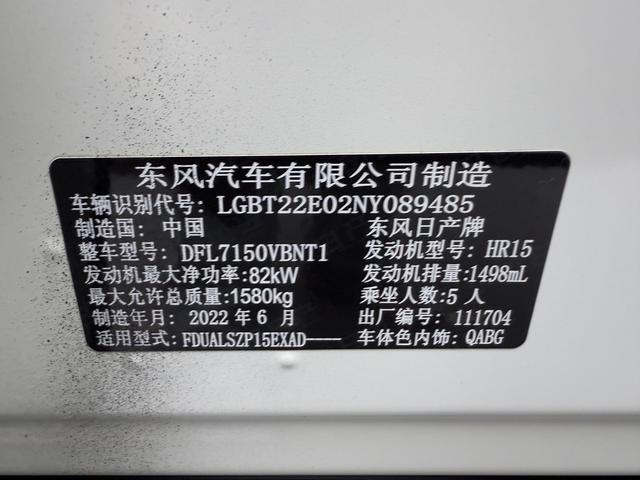 东风汽车有限公司制造
车辆识别代号: LGBT22E02NY089485
制造国: 中国 东风日产牌
整车型号: DFL7150VBNT1 发动机型号: HR15
发动机最大净功率: 82kW 发动机排量: 1498mL
最大允许总质量: 1580kg 乘坐人数: 5 人
制造年月: 2022 年 6 月 出厂编号: 111704
适用型式: FDUALSZP15EXAD---- 车体色内饰: QABG